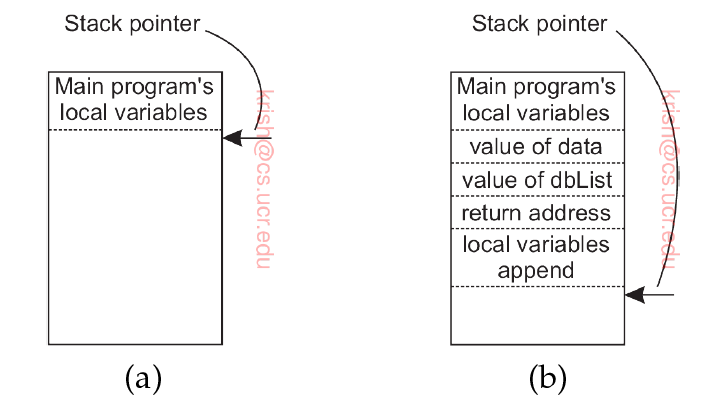 Stack pointer
Main program's
local variables
krish@cs.ucr.edu
(a)
Stack pointer
Main program's
local variables
value of data
value of dbList
return address
local variables
append
krish@cs.ucr.edu
(b)